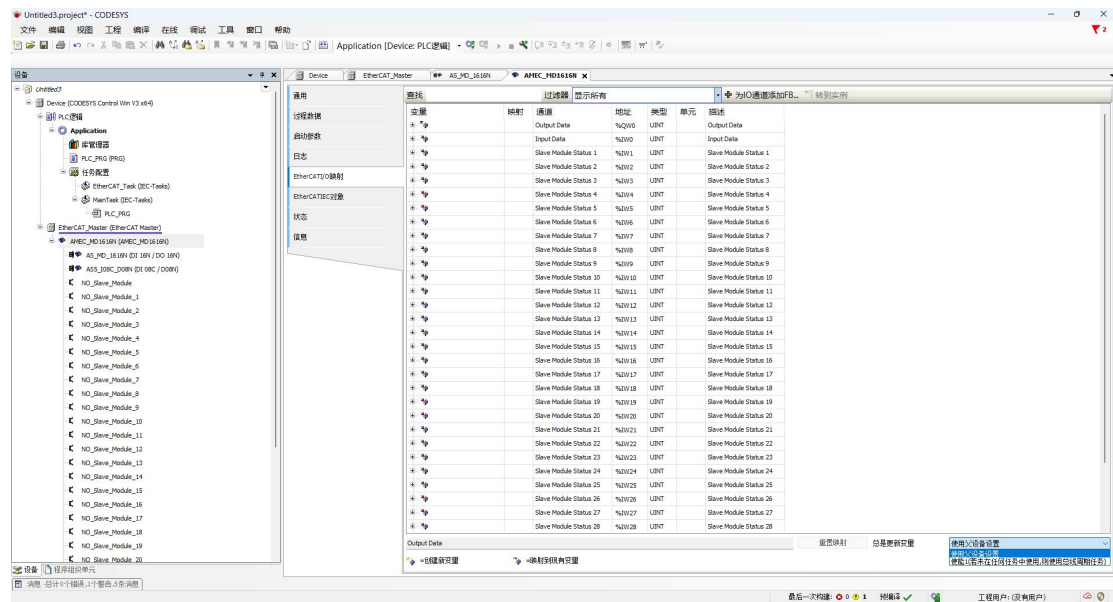 Untitled3.project* - CODESYS
文件 编辑 视图 工程 编译 在线 调试 工具 窗口 帮助
2
Application [Device: PLC逻辑]
设备
Device EtherCAT_Master AS_MD_1616N AMEC_MD1616N
Untitled3
Device (CODESYS Control Win V3 x64)
PLC逻辑
Application
库管理器
PLC_PRG (PRG)
任务配置
EtherCAT_Task (IEC-Tasks)
MainTask (IEC-Tasks)
PLC_PRG
EtherCAT_Master (EtherCAT Master)
AMEC_MD1616N (AMEC_MD1616N)
AS_MD_1616N (DI 16N / DO 16N)
ASS_I08C_D08N (DI 08C / D08N)
NO_Slave_Module
NO_Slave_Module_1
NO_Slave_Module_2
NO_Slave_Module_3
NO_Slave_Module_4
NO_Slave_Module_5
NO_Slave_Module_6
NO_Slave_Module_7
NO_Slave_Module_8
NO_Slave_Module_9
NO_Slave_Module_10
NO_Slave_Module_11
NO_Slave_Module_12
NO_Slave_Module_13
NO_Slave_Module_14
NO_Slave_Module_15
NO_Slave_Module_16
NO_Slave_Module_17
NO_Slave_Module_18
NO_Slave_Module_19
NO_Slave_Module_20
设备 程序组织单元
通用
过程数据
启动参数
日志
EtherCATI/O映射
EtherCATIEC对象
状态
信息
查找 过滤器 显示所有 为IO通道添加FB... 转到实例
变量 映射 通道 地址 类型 单元 描述
Output Data %QW0 UINT Output Data
Input Data %IW0 UINT Input Data
Slave Module Status 1 %IW1 UINT Slave Module Status 1
Slave Module Status 2 %IW2 UINT Slave Module Status 2
Slave Module Status 3 %IW3 UINT Slave Module Status 3
Slave Module Status 4 %IW4 UINT Slave Module Status 4
Slave Module Status 5 %IW5 UINT Slave Module Status 5
Slave Module Status 6 %IW6 UINT Slave Module Status 6
Slave Module Status 7 %IW7 UINT Slave Module Status 7
Slave Module Status 8 %IW8 UINT Slave Module Status 8
Slave Module Status 9 %IW9 UINT Slave Module Status 9
Slave Module Status 10 %IW10 UINT Slave Module Status 10
Slave Module Status 11 %IW11 UINT Slave Module Status 11
Slave Module Status 12 %IW12 UINT Slave Module Status 12
Slave Module Status 13 %IW13 UINT Slave Module Status 13
Slave Module Status 14 %IW14 UINT Slave Module Status 14
Slave Module Status 15 %IW15 UINT Slave Module Status 15
Slave Module Status 16 %IW16 UINT Slave Module Status 16
Slave Module Status 17 %IW17 UINT Slave Module Status 17
Slave Module Status 18 %IW18 UINT Slave Module Status 18
Slave Module Status 19 %IW19 UINT Slave Module Status 19
Slave Module Status 20 %IW20 UINT Slave Module Status 20
Slave Module Status 21 %IW21 UINT Slave Module Status 21
Slave Module Status 22 %IW22 UINT Slave Module Status 22
Slave Module Status 23 %IW23 UINT Slave Module Status 23
Slave Module Status 24 %IW24 UINT Slave Module Status 24
Slave Module Status 25 %IW25 UINT Slave Module Status 25
Slave Module Status 26 %IW26 UINT Slave Module Status 26
Slave Module Status 27 %IW27 UINT Slave Module Status 27
Slave Module Status 28 %IW28 UINT Slave Module Status 28
Output Data 重置映射 总是更新变量 使用父设备设置
使用父设备设置
使能1(若未在任何任务中使用,则使用总线周期任务)
=创建新变量 =映射到现有变量
消息 -总计0个错误,1个警告,5条消息
最后一次构建: 0 1 预编译 工程用户: (没有用户)